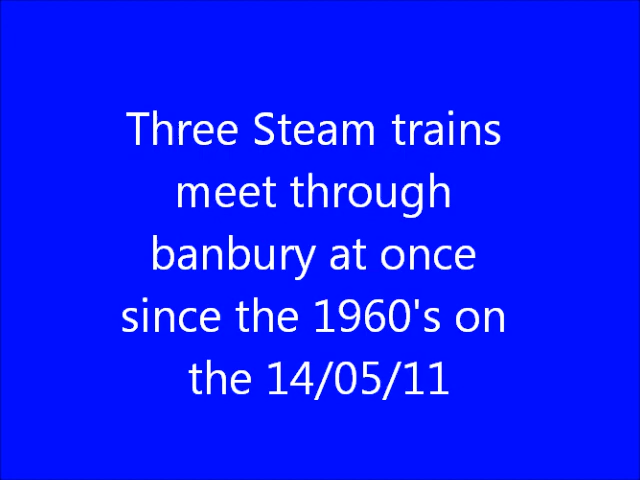 Three Steam trains
meet through
banbury at once
since the 1960's on
the 14/05/11